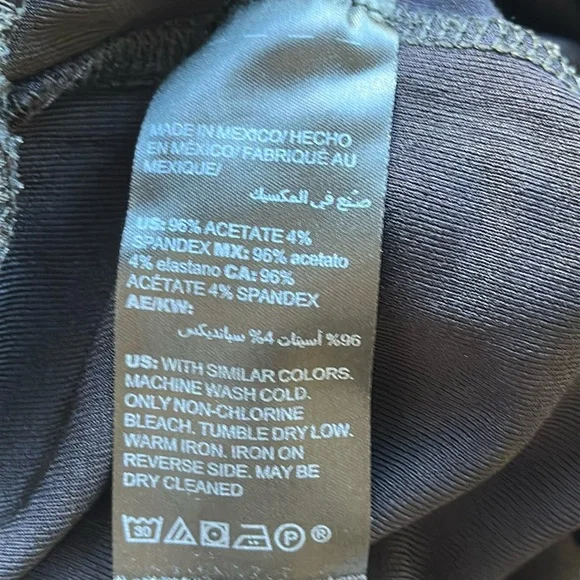 MADE IN MEXICO/ HECHO
EN MÉXICO/ FABRIQUÉ AU
MEXIQUE/
صنع في المكسيك
US: 96% ACETATE 4%
SPANDEX MX: 96% acetato
4% elastano CA: 96%
ACÉTATE 4% SPANDEX
AE/KW:
96% أسيتات 4% سبانديكس
US: WITH SIMILAR COLORS.
MACHINE WASH COLD.
ONLY NON-CHLORINE
BLEACH. TUMBLE DRY LOW.
WARM IRON. IRON ON
REVERSE SIDE. MAY BE
DRY CLEANED
30 P ®